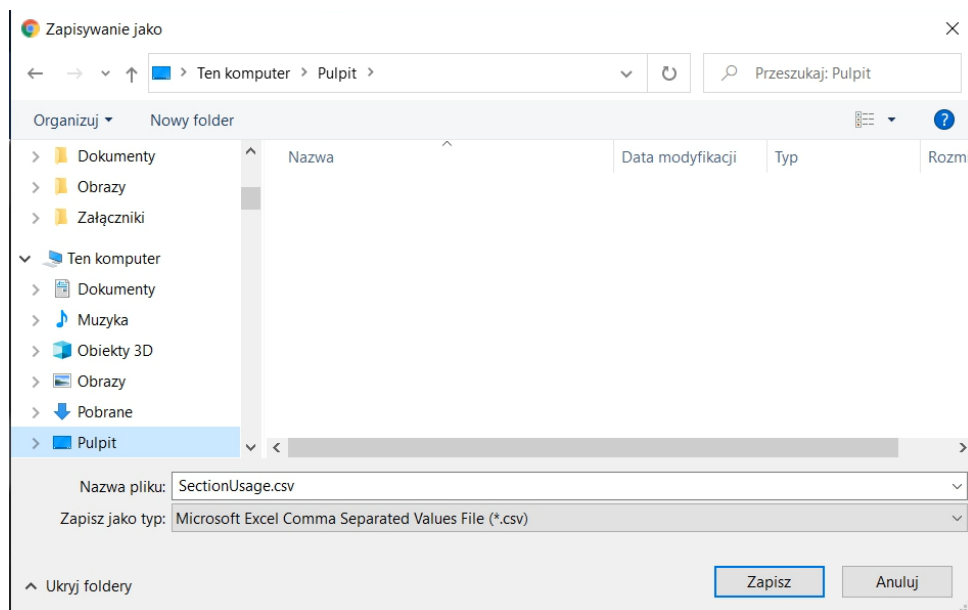 Zapisywanie jako
Ten komputer > Pulpit >
Przeszukaj: Pulpit
Organizuj
Nowy folder
?
Nazwa
Data modyfikacji
Typ
Dokumenty
Obrazy
Załączniki
Ten komputer
Dokumenty
Muzyka
Obiekty 3D
Obrazy
Pobrane
Pulpit
Nazwa pliku: SectionUsage.csv
Zapisz jako typ: Microsoft Excel Comma Separated Values File (*.csv)
Ukryj foldery
Zapisz
Anuluj